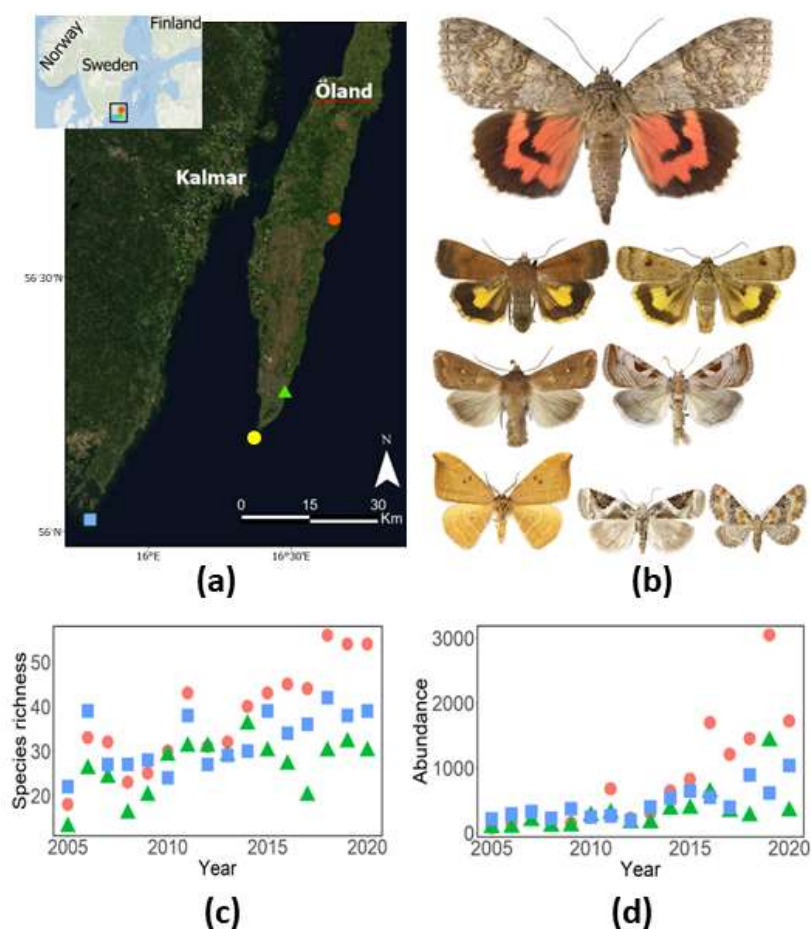 Norway
Finland
Sweden
Öland
Kalmar
56°30'N
N
0 15 30
Km
56°N
16°E
16°30'E
(a)
(b)
Species richness
50
40
30
20
2005 2010 2015 2020
Year
(c)
Abundance
3000
2000
1000
0
2005 2010 2015 2020
Year
(d)